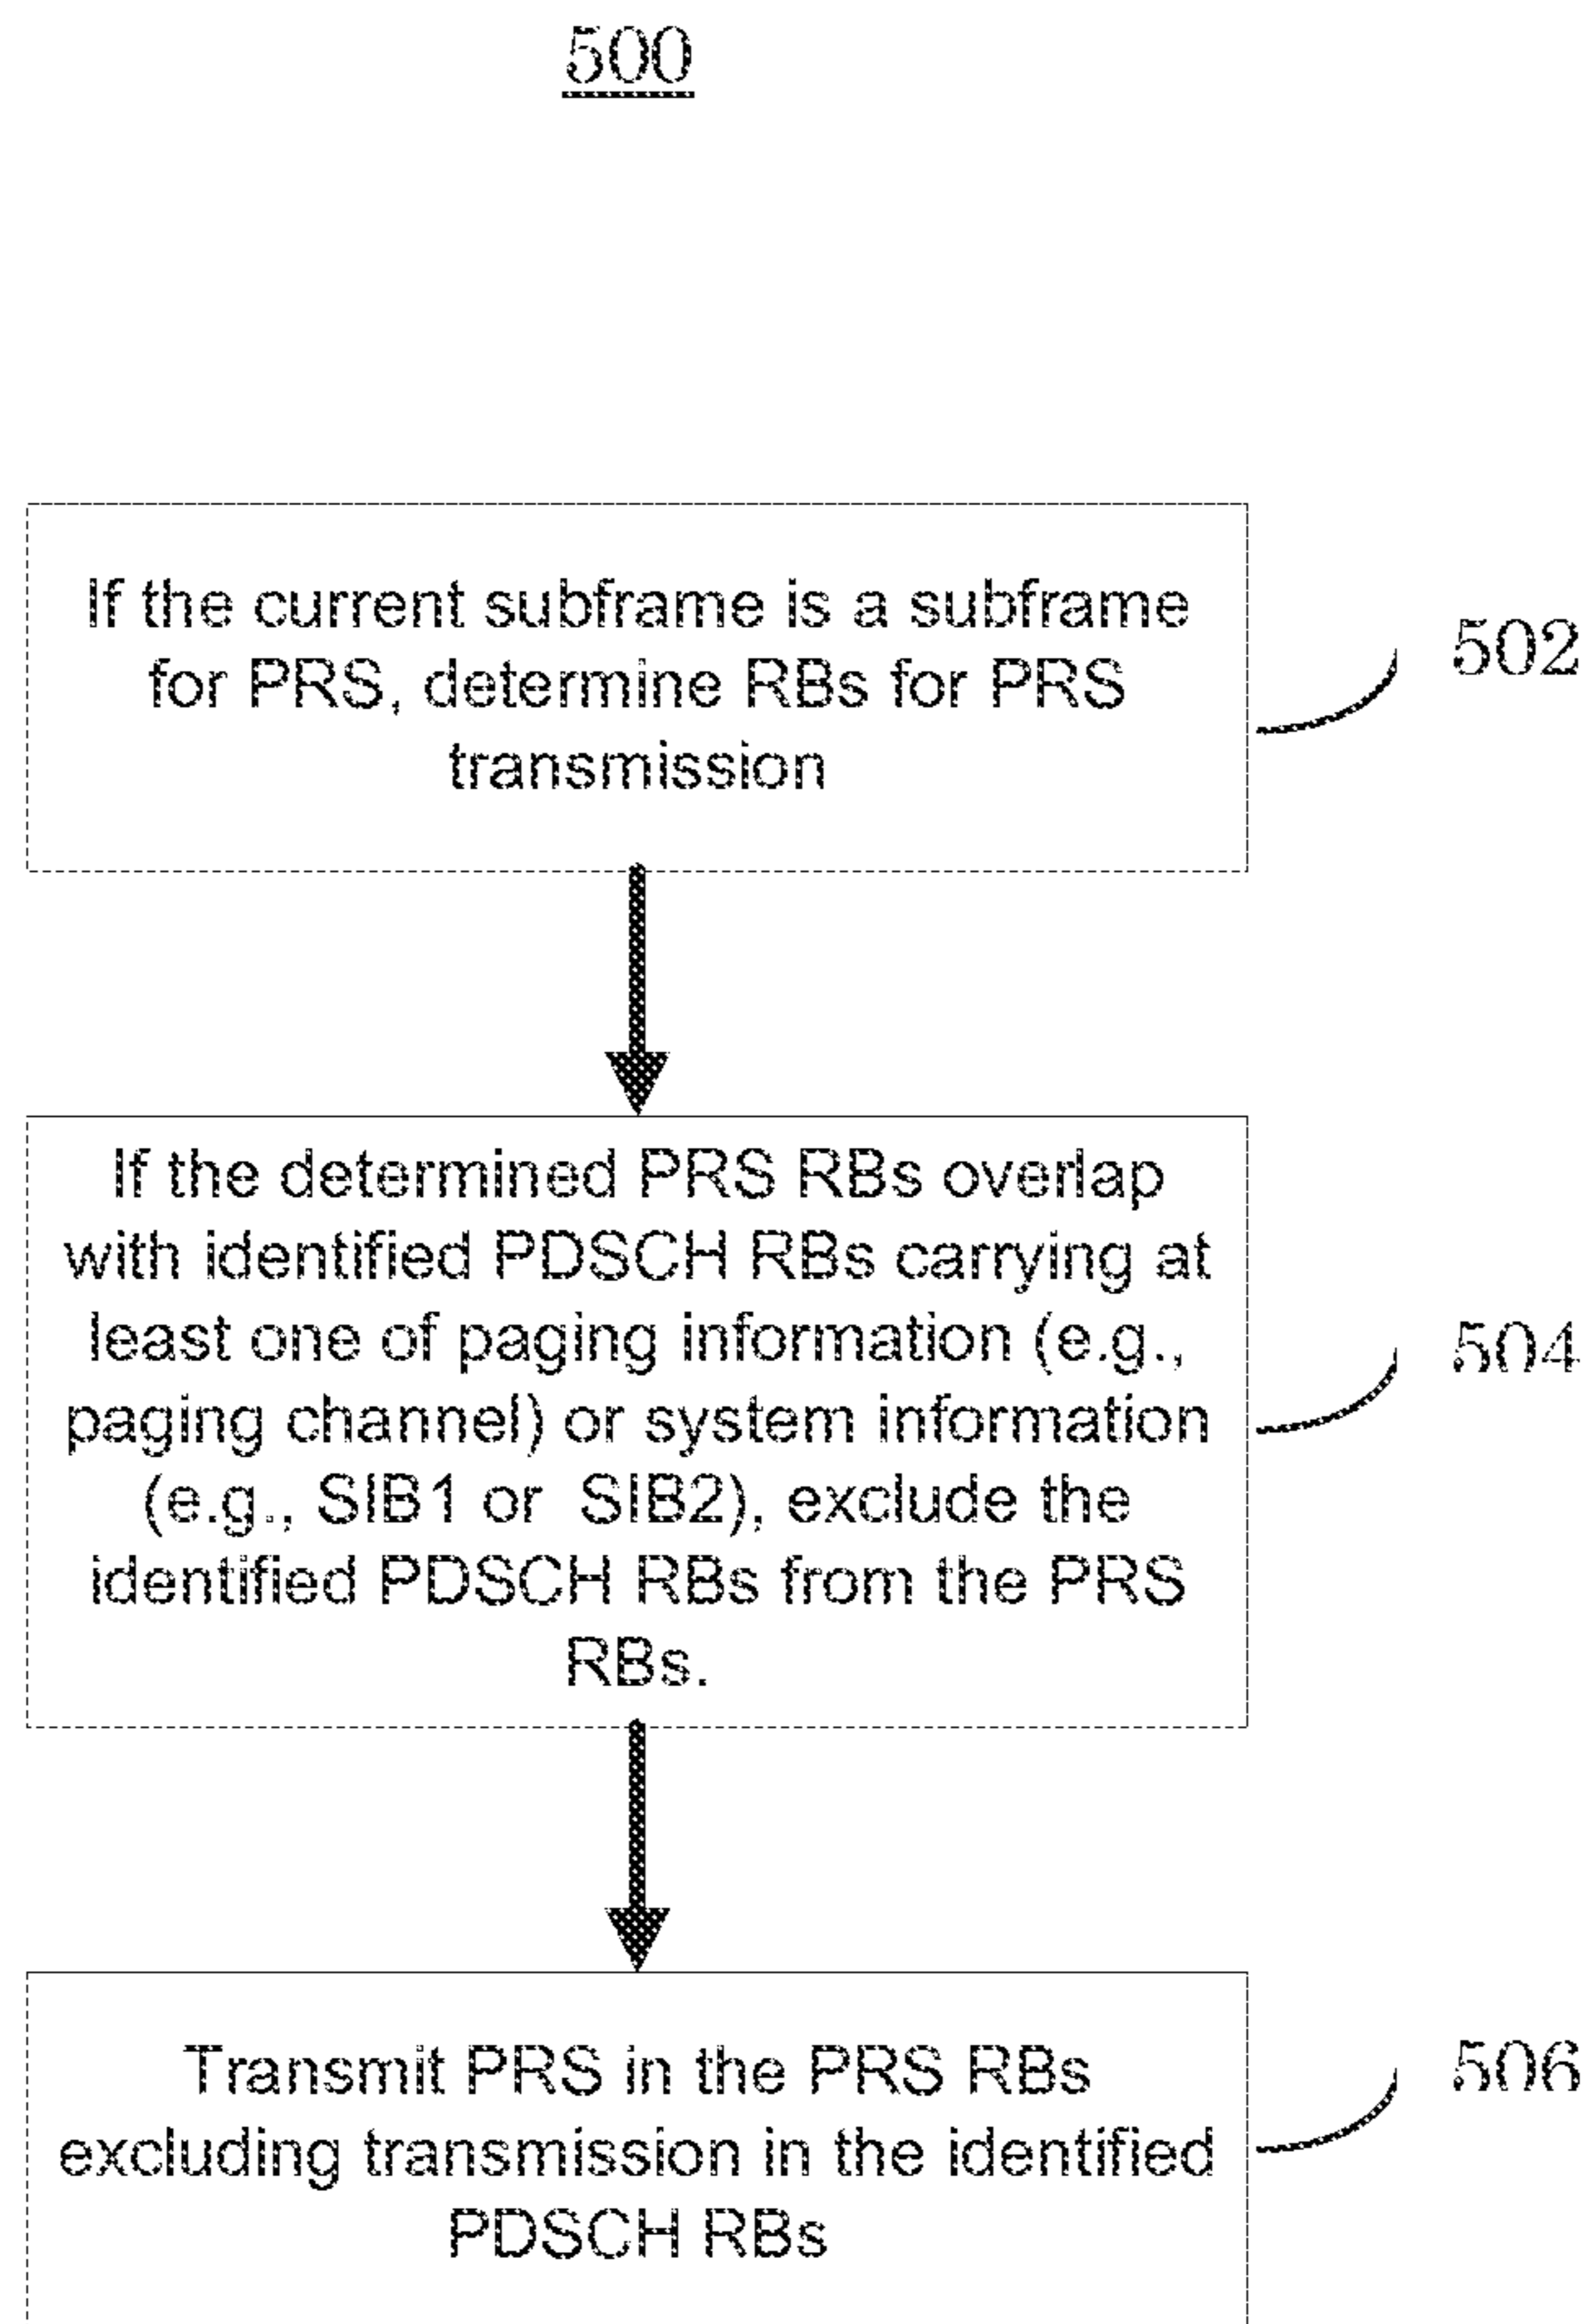 500
If the current subframe is a subframe
for PRS, determine RBs for PRS
transmission
502
If the determined PRS RBs overlap
with identified PDSCH RBs carrying at
least one of paging information (e.g.,
paging channel) or system information
(e.g., SIB1 or SIB2), exclude the
identified PDSCH RBs from the PRS
RBs.
504
Transmit PRS in the PRS RBs
excluding transmission in the identified
PDSCH RBs
506